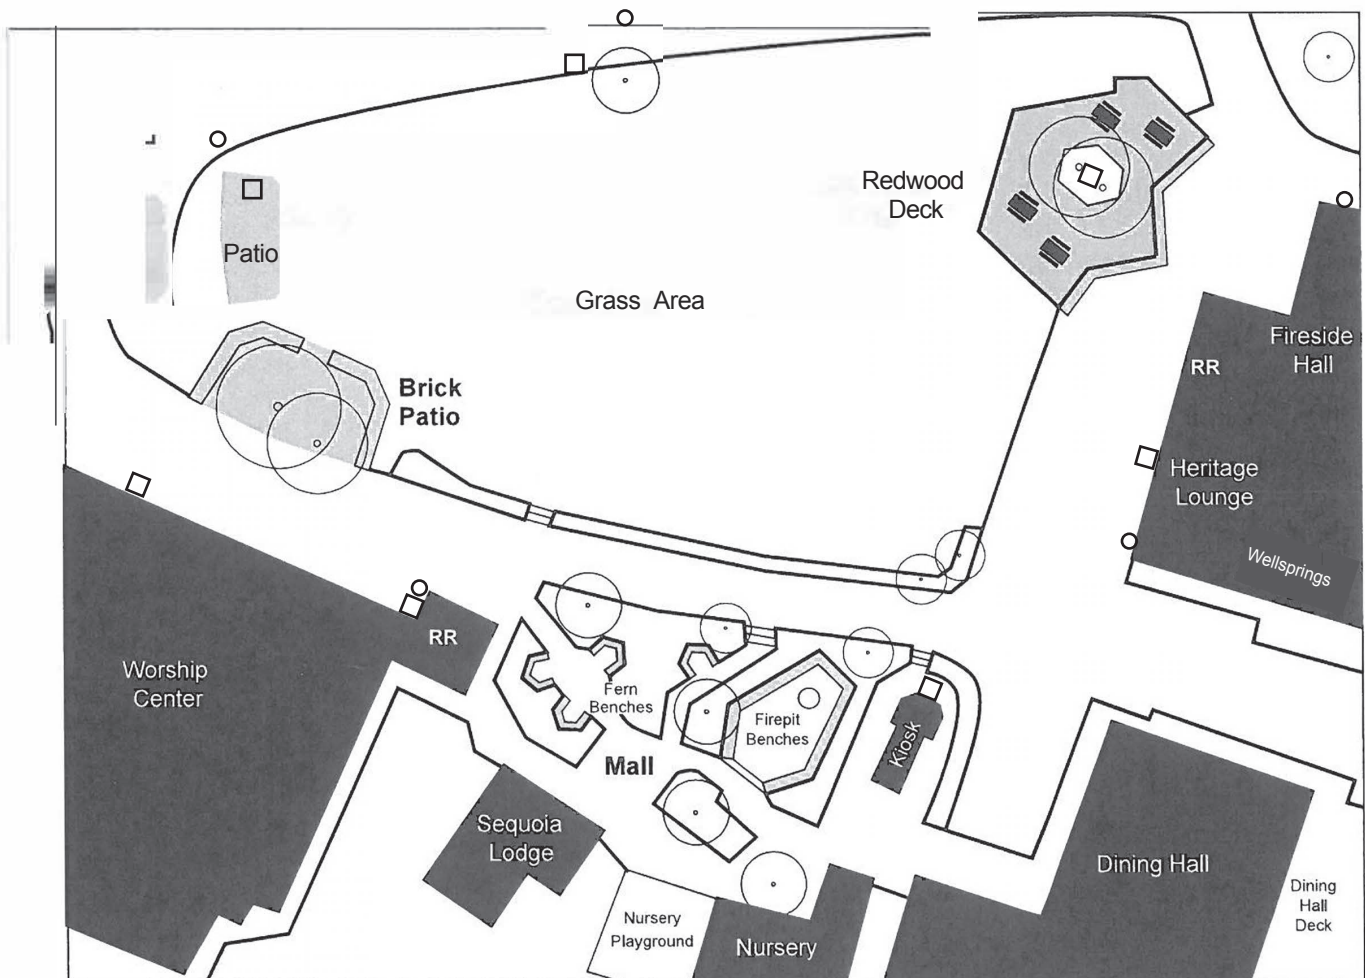 Redwood
Deck
Patio
Grass Area
Fireside
Hall
RR
Brick
Patio
Heritage
Lounge
Wellsprings
RR
Worship
Center
Fern
Benches
Firepit
Benches
Kiosk
Mall
Sequoia
Lodge
Dining Hall
Dining
Hall
Deck
Nursery
Playground
Nursery